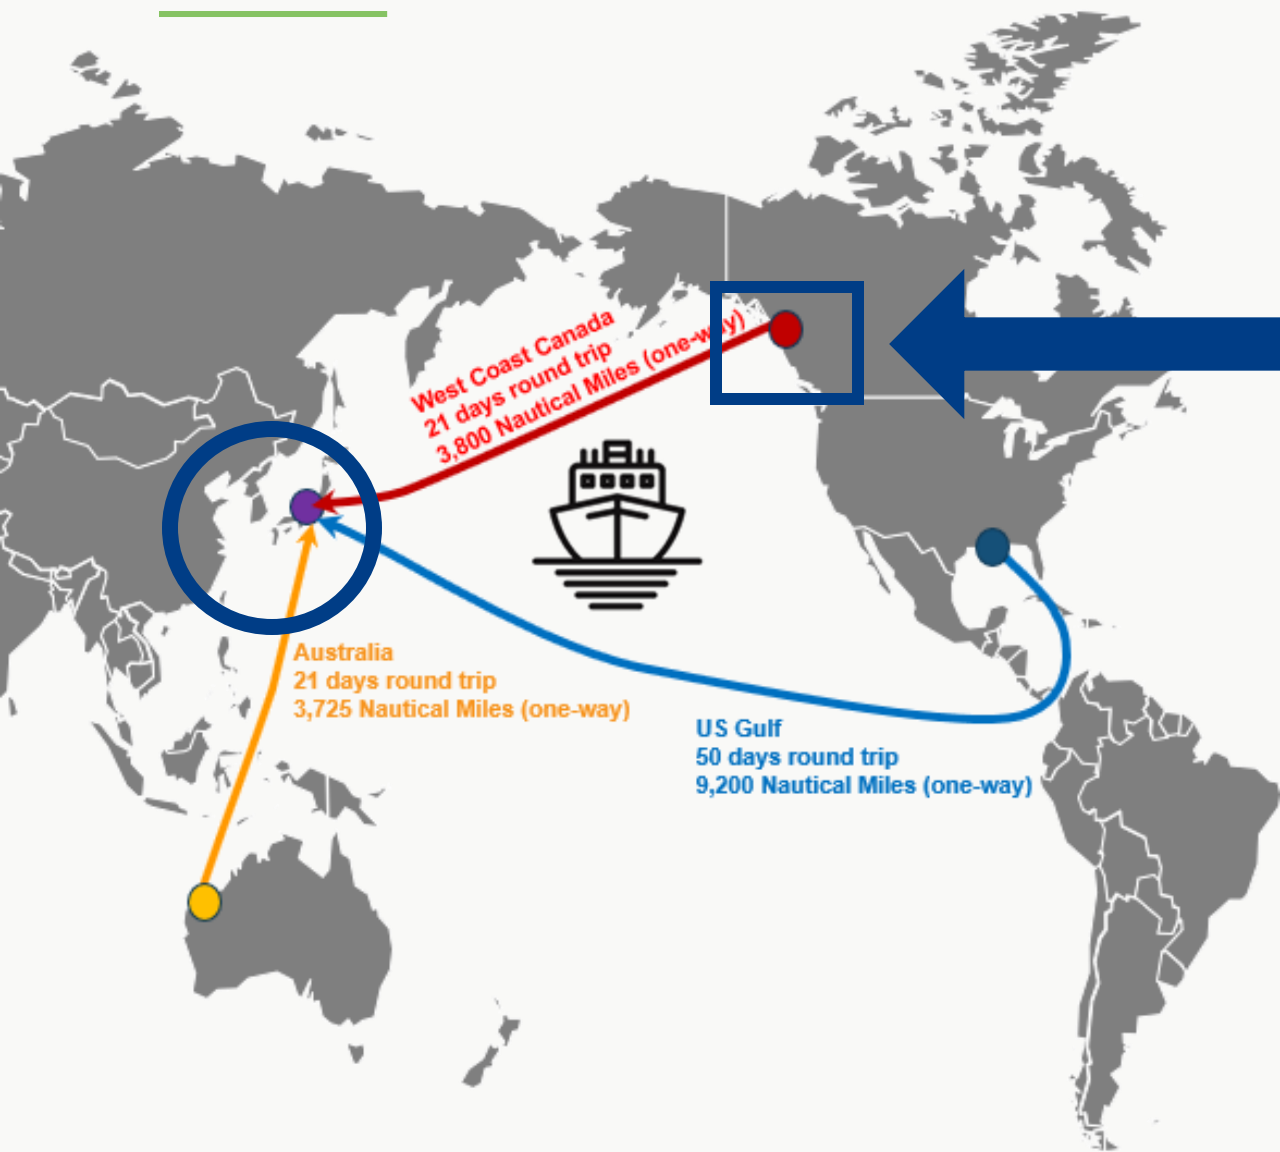 West Coast Canada
21 days round trip
3,800 Nautical Miles (one-way)
Australia
21 days round trip
3,725 Nautical Miles (one-way)
US Gulf
50 days round trip
9,200 Nautical Miles (one-way)